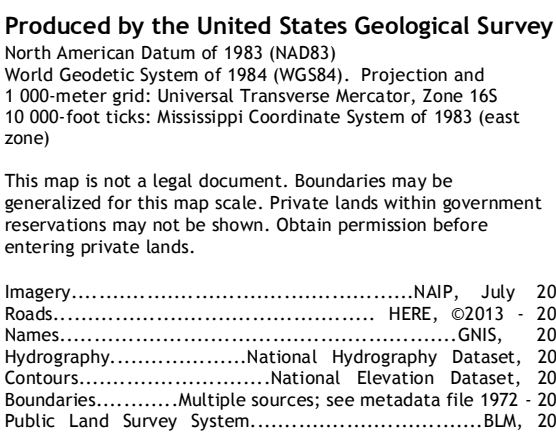 Produced by the United States Geological Survey
North American Datum of 1983 (NAD83)
World Geodetic System of 1984 (WGS84). Projection and
1 000-meter grid: Universal Transverse Mercator, Zone 16S
10 000-foot ticks: Mississippi Coordinate System of 1983 (east
zone)
This map is not a legal document. Boundaries may be
generalized for this map scale. Private lands within government
reservations may not be shown. Obtain permission before
entering private lands.
Imagery..............................................NAIP, July 20
Roads........................................... HERE, ©2013 - 20
Names.....................................................GNIS, 20
Hydrography...................National Hydrography Dataset, 20
Contours..........................National Elevation Dataset, 20
Boundaries...........Multiple sources; see metadata file 1972 - 20
Public Land Survey System...............................BLM, 20